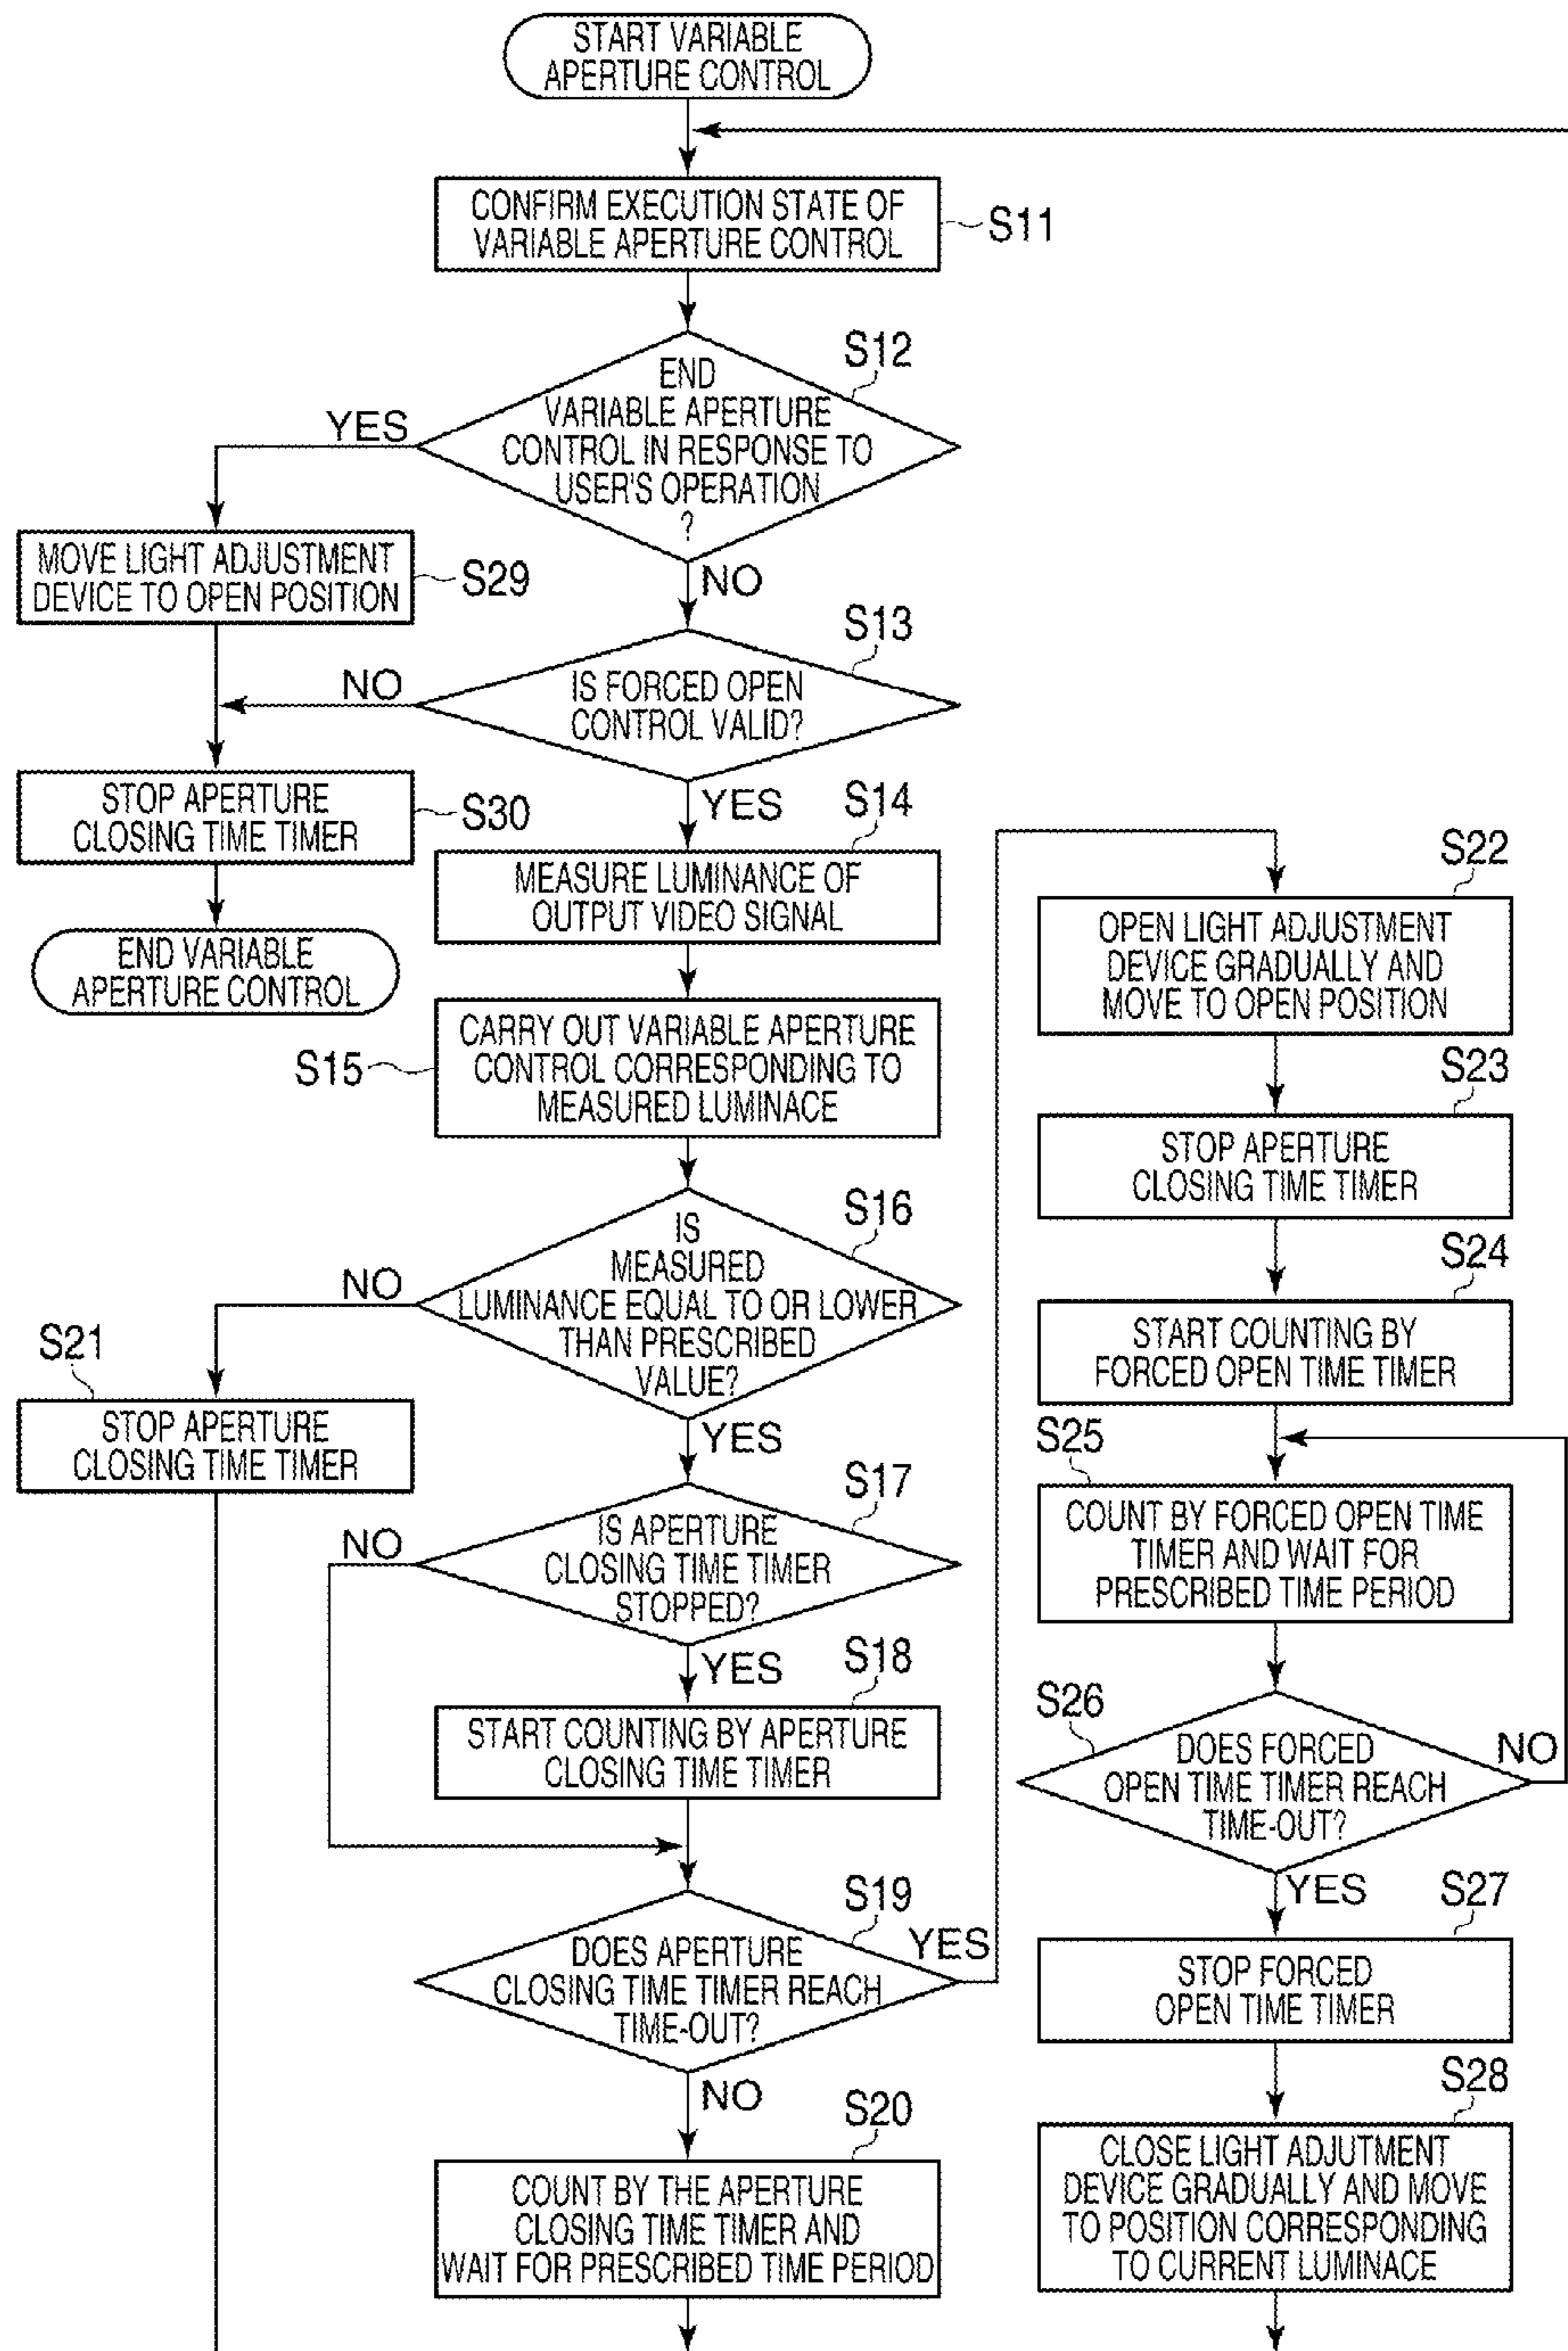 START VARIABLE
APERTURE CONTROL
CONFIRM EXECUTION STATE OF
VARIABLE APERTURE CONTROL
S11
S12
END
VARIABLE APERTURE
CONTROL IN RESPONSE TO
USER'S OPERATION
?
YES
NO
MOVE LIGHT ADJUSTMENT
DEVICE TO OPEN POSITION
S29
S13
IS FORCED OPEN
CONTROL VALID?
NO
YES
STOP APERTURE
CLOSING TIME TIMER
S30
END VARIABLE
APERTURE CONTROL
S14
MEASURE LUMINANCE OF
OUTPUT VIDEO SIGNAL
S15
CARRY OUT VARIABLE APERTURE
CONTROL CORRESPONDING TO
MEASURED LUMINACE
S16
IS
MEASURED
LUMINANCE EQUAL TO OR LOWER
THAN PRESCRIBED
VALUE?
NO
YES
S21
STOP APERTURE
CLOSING TIME TIMER
S17
IS APERTURE
CLOSING TIME TIMER
STOPPED?
NO
YES
S18
START COUNTING BY APERTURE
CLOSING TIME TIMER
S19
DOES APERTURE
CLOSING TIME TIMER REACH
TIME-OUT?
YES
NO
S20
COUNT BY THE APERTURE
CLOSING TIME TIMER AND
WAIT FOR PRESCRIBED TIME PERIOD
S22
OPEN LIGHT ADJUSTMENT
DEVICE GRADUALLY AND
MOVE TO OPEN POSITION
S23
STOP APERTURE
CLOSING TIME TIMER
S24
START COUNTING BY
FORCED OPEN TIME TIMER
S25
COUNT BY FORCED OPEN TIME
TIMER AND WAIT FOR
PRESCRIBED TIME PERIOD
S26
DOES FORCED
OPEN TIME TIMER REACH
TIME-OUT?
NO
YES
S27
STOP FORCED
OPEN TIME TIMER
S28
CLOSE LIGHT ADJUTMENT
DEVICE GRADUALLY AND MOVE
TO POSITION CORRESPONDING
TO CURRENT LUMINACE